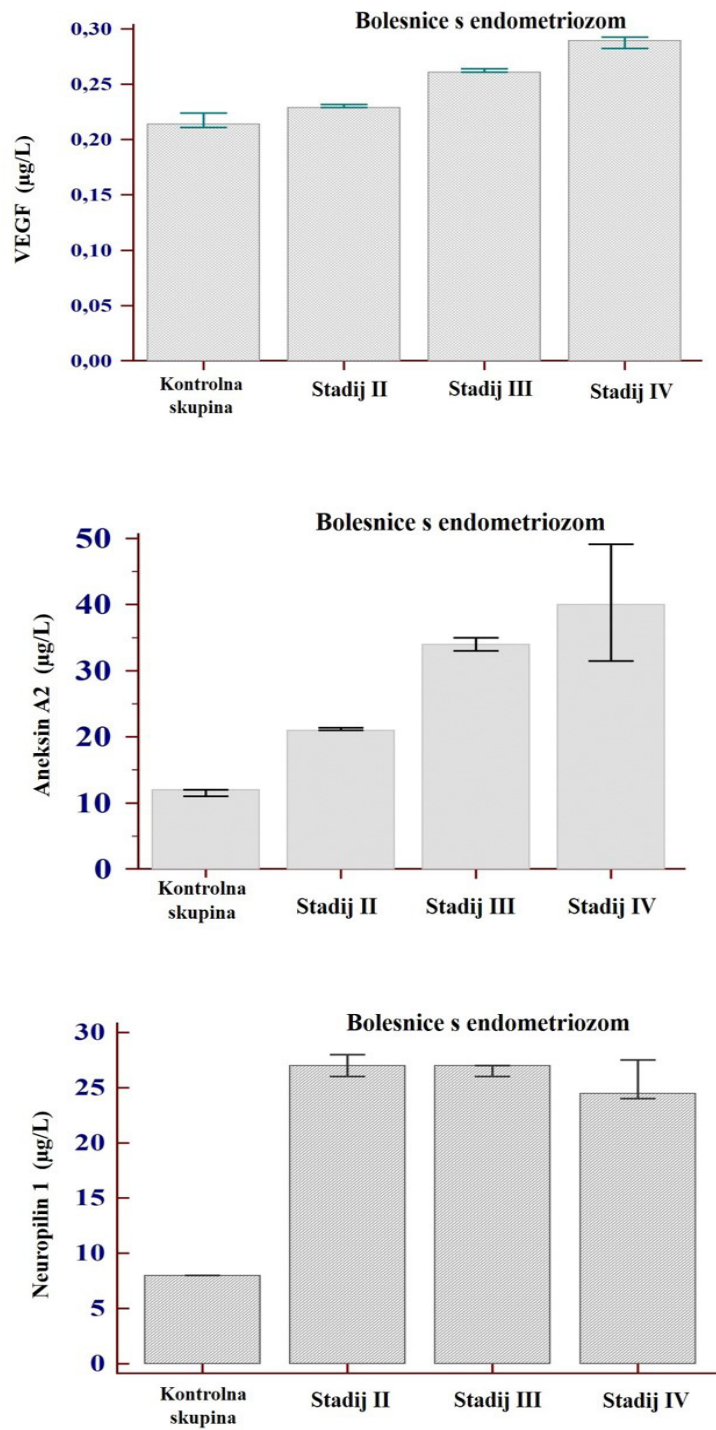 Bolesnice s endometriozom
VEGF (µg/L)
0,30
0,25
0,20
0,15
0,10
0,05
0,00
Kontrolna
skupina
Stadij II
Stadij III
Stadij IV
Bolesnice s endometriozom
Aneksin A2 (µg/L)
50
40
30
20
10
0
Kontrolna
skupina
Stadij II
Stadij III
Stadij IV
Bolesnice s endometriozom
Neuropilin 1 (µg/L)
30
25
20
15
10
5
0
Kontrolna
skupina
Stadij II
Stadij III
Stadij IV